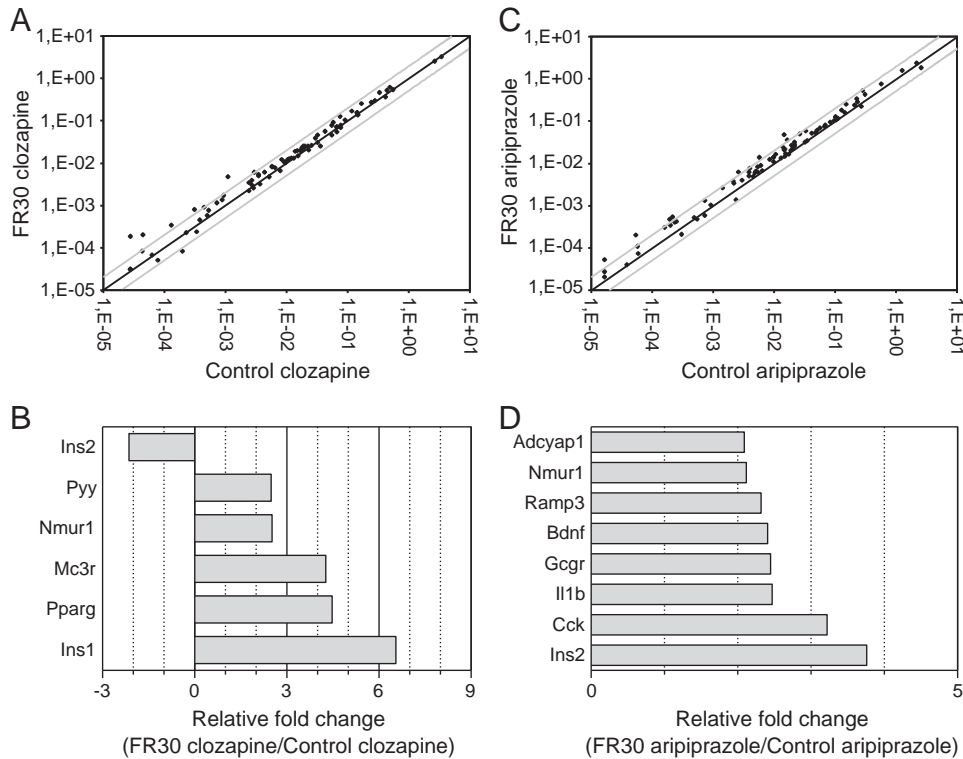 A
1,E+01
1,E+00
1,E-01
1,E-02
1,E-03
1,E-04
1,E-05
FR30 clozapine
1,E-05
1,E-04
1,E-03
1,E-02
1,E-01
1,E+00
1,E+01
Control clozapine
C
1,E+01
1,E+00
1,E-01
1,E-02
1,E-03
1,E-04
1,E-05
FR30 aripiprazole
1,E-05
1,E-04
1,E-03
1,E-02
1,E-01
1,E+00
1,E+01
Control aripiprazole
B
Ins2
Pyy
Nmur1
Mc3r
Pparg
Ins1
-3
0
3
6
9
Relative fold change
(FR30 clozapine/Control clozapine)
D
Adcyap1
Nmur1
Ramp3
Bdnf
Gcgr
Il1b
Cck
Ins2
0
5
Relative fold change
(FR30 aripiprazole/Control aripiprazole)